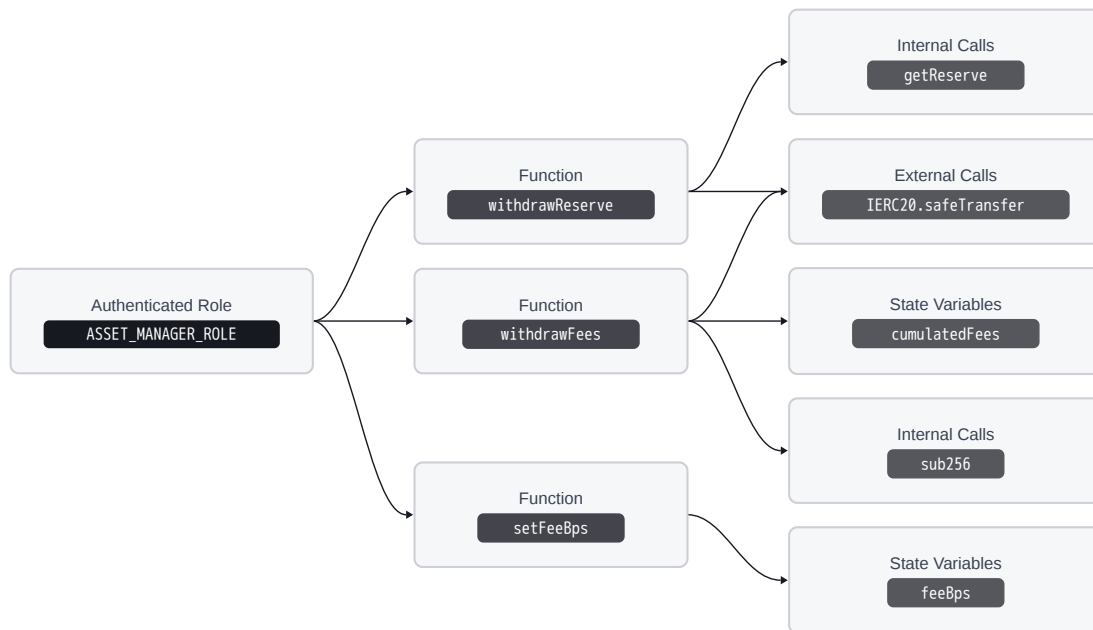 Internal Calls
getReserve
Function
withdrawReserve
External Calls
IERC20.safeTransfer
Authenticated Role
ASSET_MANAGER_ROLE
Function
withdrawFees
State Variables
cumulatedFees
Internal Calls
sub256
Function
setFeeBps
State Variables
feeBps